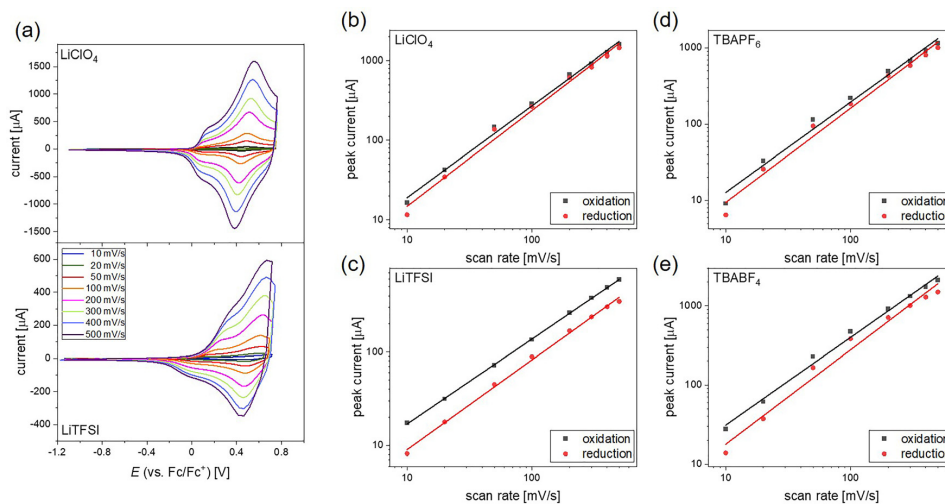 (a)
LiClO₄
1500
1000
500
0
-500
-1000
-1500
current [µA]
600
400
200
0
-200
-400
current [µA]
10 mV/s
20 mV/s
50 mV/s
100 mV/s
200 mV/s
300 mV/s
400 mV/s
500 mV/s
LiTFSI
-1.2 -0.8 -0.4 0.0 0.4 0.8
E (vs. Fc/Fc⁺) [V]
(b)
LiClO₄
1000
100
10
peak current [µA]
oxidation
reduction
10 100
scan rate [mV/s]
(c)
LiTFSI
100
10
peak current [µA]
oxidation
reduction
10 100
scan rate [mV/s]
(d)
TBAPF₆
1000
100
10
peak current [µA]
oxidation
reduction
10 100
scan rate [mV/s]
(e)
TBABF₄
1000
100
10
peak current [µA]
oxidation
reduction
10 100
scan rate [mV/s]